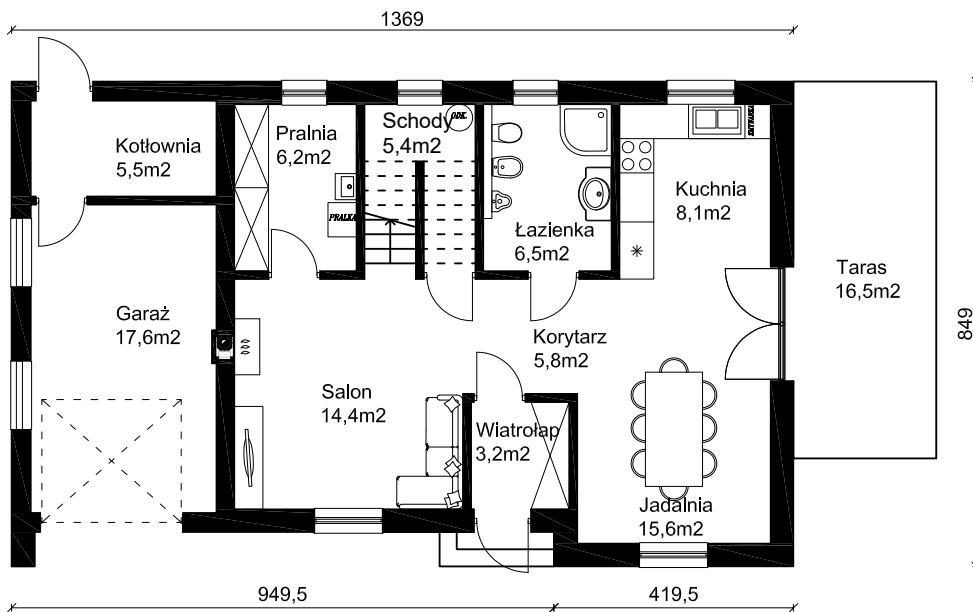 1369
Kotłownia
5,5m2
Pralnia
6,2m2
Schody
5,4m2
ODK.
ZMYWARKA
Kuchnia
8,1m2
PRALKA
Łazienka
6,5m2
Taras
16,5m2
Garaż
17,6m2
Korytarz
5,8m2
849
Salon
14,4m2
Wiatrołap
3,2m2
Jadalnia
15,6m2
949,5
419,5